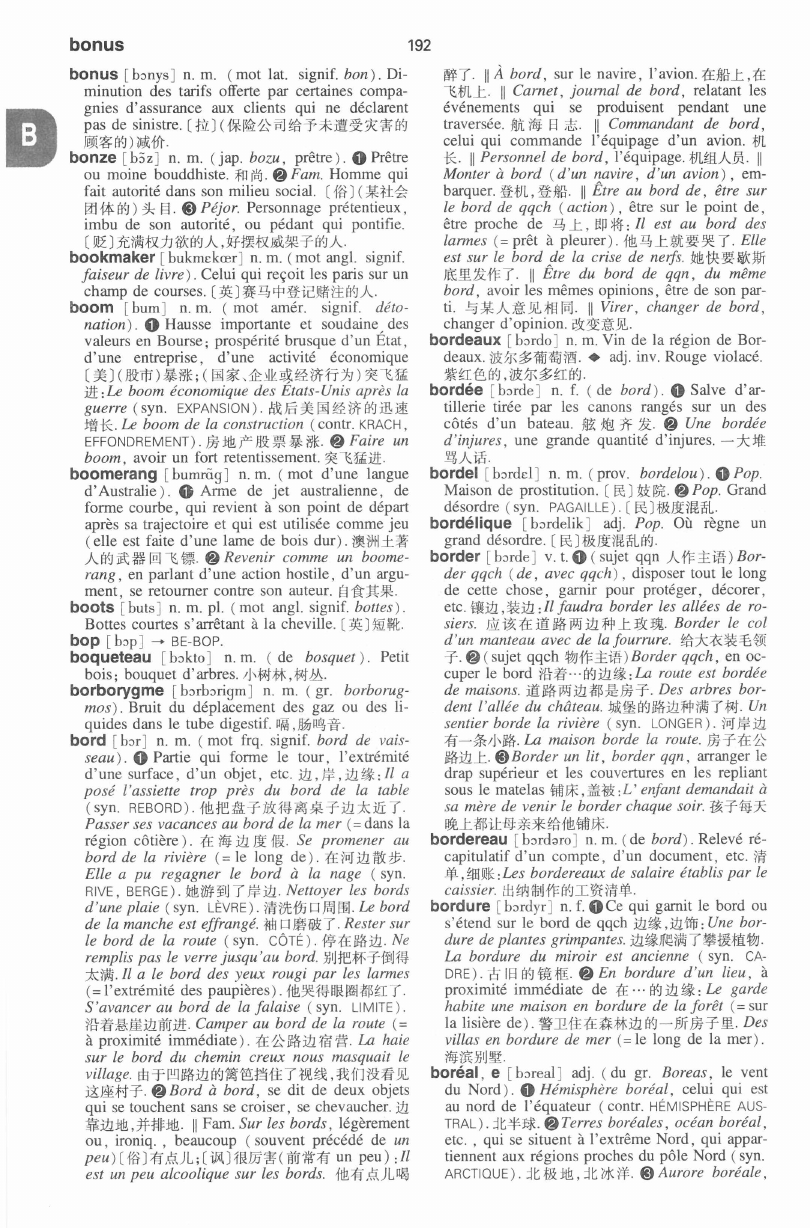 bonus
192
bonus [bɔnys] n. m. (mot lat. signif. bon). Di-
minution des tarifs offerte par certaines compa-
gnies d'assurance aux clients qui ne déclarent
pas de sinistre.〔拉〕(保险公司给予未遭受灾害的
B
顾客的)减价.
bonze [bɔ̃z] n. m. (jap. bozu, prêtre). ❶ Prêtre
ou moine bouddhiste. 和尚. ❷ Fam. Homme qui
fait autorité dans son milieu social. 〔俗〕(某社会
团体的)头目. ❸ Péjor. Personnage prétentieux,
imbu de son autorité, ou pédant qui pontifie.
〔贬〕充满权力欲的人,好摆权威架子的人.
bookmaker [bukmɛkœr] n. m. (mot angl. signif.
faiseur de livre). Celui qui reçoit les paris sur un
champ de courses.〔英〕赛马中登记赌注的人.
boom [bum] n. m. ( mot amér. signif. déto-
nation). ❶ Hausse importante et soudaine des
valeurs en Bourse; prospérité brusque d'un État,
d'une entreprise, d'une activité économique
〔美〕(股市)暴涨;(国家、企业或经济行为)突飞猛
进:Le boom économique des États-Unis après la
guerre (syn. EXPANSION). 战后美国经济的迅速
增长. Le boom de la construction (contr. KRACH,
EFFONDREMENT). 房地产股票暴涨. ❷ Faire un
boom, avoir un fort retentissement. 突飞猛进.
boomerang [bumrɑ̃g] n. m. (mot d'une langue
d'Australie). ❶ Arme de jet australienne, de
forme courbe, qui revient à son point de départ
après sa trajectoire et qui est utilisée comme jeu
(elle est faite d'une lame de bois dur). 澳洲土著
人的武器回飞镖. ❷ Revenir comme un boome-
rang, en parlant d'une action hostile, d'un argu-
ment, se retourner contre son auteur. 自食其果.
boots [buts] n. m. pl. (mot angl. signif. bottes).
Bottes courtes s'arrêtant à la cheville.〔英〕短靴.
bop [bɔp] → BE-BOP.
boqueteau [bɔkto] n. m. ( de bosquet). Petit
bois; bouquet d'arbres. 小树林,树丛.
borborygme [bɔrbɔrigm] n. m. ( gr. borborug-
mos). Bruit du déplacement des gaz ou des li-
quides dans le tube digestif. 嗝,肠鸣音.
bord [bɔr] n. m. (mot frq. signif. bord de vais-
seau). ❶ Partie qui forme le tour, l'extrémité
d'une surface, d'un objet, etc. 边,岸,边缘:Il a
posé l'assiette trop près du bord de la table
(syn. REBORD). 他把盘子放得离桌子边太近了.
Passer ses vacances au bord de la mer (= dans la
région côtière). 在海边度假. Se promener au
bord de la rivière (= le long de). 在河边散步.
Elle a pu regagner le bord à la nage (syn.
RIVE, BERGE). 她游到了岸边. Nettoyer les bords
d'une plaie (syn. LÈVRE). 清洗伤口周围. Le bord
de la manche est effrangé. 袖口磨破了. Rester sur
le bord de la route (syn. CÔTÉ). 停在路边. Ne
remplis pas le verre jusqu'au bord. 别把杯子倒得
太满. Il a le bord des yeux rougi par les larmes
(= l'extrémité des paupières). 他哭得眼圈都红了.
S'avancer au bord de la falaise (syn. LIMITE).
沿着悬崖边前进. Camper au bord de la route (=
à proximité immédiate). 在公路边宿营. La haie
sur le bord du chemin creux nous masquait le
village. 由于凹路边的篱笆挡住了视线,我们没看见
这座村子. ❷ Bord à bord, se dit de deux objets
qui se touchent sans se croiser, se chevaucher. 边
靠边地,并排地. ‖ Fam. Sur les bords, légèrement
ou, ironiq. , beaucoup (souvent précédé de un
peu)〔俗〕有点儿;〔讽〕很厉害(前常有 un peu):Il
est un peu alcoolique sur les bords. 他有点儿喝
醉了. ‖ À bord, sur le navire, l'avion. 在船上,在
飞机上. ‖ Carnet, journal de bord, relatant les
événements qui se produisent pendant une
traversée. 航海日志. ‖ Commandant de bord,
celui qui commande l'équipage d'un avion. 机
长. ‖ Personnel de bord, l'équipage. 机组人员. ‖
Monter à bord (d'un navire, d'un avion), em-
barquer. 登机,登船. ‖ Être au bord de, être sur
le bord de qqch (action), être sur le point de,
être proche de 马上,即将: Il est au bord des
larmes (= prêt à pleurer). 他马上就要哭了. Elle
est sur le bord de la crise de nerfs. 她快要歇斯
底里发作了. ‖ Être du bord de qqn, du même
bord, avoir les mêmes opinions, être de son par-
ti. 与某人意见相同. ‖ Virer, changer de bord,
changer d'opinion. 改变意见.
bordeaux [bɔrdo] n. m. Vin de la région de Bor-
deaux. 波尔多葡萄酒. ◆ adj. inv. Rouge violacé.
紫红色的,波尔多红的.
bordée [bɔrde] n. f. (de bord). ❶ Salve d'ar-
tillerie tirée par les canons rangés sur un des
côtés d'un bateau. 舷炮齐发. ❷ Une bordée
d'injures, une grande quantité d'injures. 一大堆
骂人话.
bordel [bɔrdɛl] n. m. (prov. bordelou). ❶ Pop.
Maison de prostitution.〔民〕妓院. ❷ Pop. Grand
désordre (syn. PAGAILLE).〔民〕极度混乱.
bordélique [bɔrdelik] adj. Pop. Où règne un
grand désordre.〔民〕极度混乱的.
border [bɔrde] v. t. ❶ (sujet qqn 人作主语) Bor-
der qqch (de, avec qqch), disposer tout le long
de cette chose, garnir pour protéger, décorer,
etc. 镶边,装边:Il faudra border les allées de ro-
siers. 应该在道路两边种上玫瑰. Border le col
d'un manteau avec de la fourrure. 给大衣装毛领
子. ❷ (sujet qqch 物作主语) Border qqch, en oc-
cuper le bord 沿着…的边缘:La route est bordée
de maisons. 道路两边都是房子. Des arbres bor-
dent l'allée du château. 城堡的路边种满了树. Un
sentier borde la rivière (syn. LONGER). 河岸边
有一条小路. La maison borde la route. 房子在公
路边上. ❸ Border un lit, border qqn, arranger le
drap supérieur et les couvertures en les repliant
sous le matelas 铺床,盖被:L'enfant demandait à
sa mère de venir le border chaque soir. 孩子每天
晚上都让母亲来给他铺床.
bordereau [bɔrdəro] n. m. (de bord). Relevé ré-
capitulatif d'un compte, d'un document, etc. 清
单,细账:Les bordereaux de salaire établis par le
caissier. 出纳制作的工资清单.
bordure [bɔrdyr] n. f. ❶ Ce qui garnit le bord ou
s'étend sur le bord de qqch 边缘,边饰:Une bor-
dure de plantes grimpantes. 边缘爬满了攀援植物.
La bordure du miroir est ancienne ( syn. CA-
DRE). 古旧的镜框. ❷ En bordure d'un lieu, à
proximité immédiate de 在…的边缘: Le garde
habite une maison en bordure de la forêt (= sur
la lisière de). 警卫住在森林边的一所房子里. Des
villas en bordure de mer (= le long de la mer).
海滨别墅.
boréal, e [bɔreal] adj. (du gr. Boreas, le vent
du Nord). ❶ Hémisphère boréal, celui qui est
au nord de l'équateur (contr. HÉMISPHÈRE AUS-
TRAL). 北半球. ❷ Terres boréales, océan boréal,
etc. , qui se situent à l'extrême Nord, qui appar-
tiennent aux régions proches du pôle Nord (syn.
ARCTIQUE). 北极地,北冰洋. ❸ Aurore boréale,